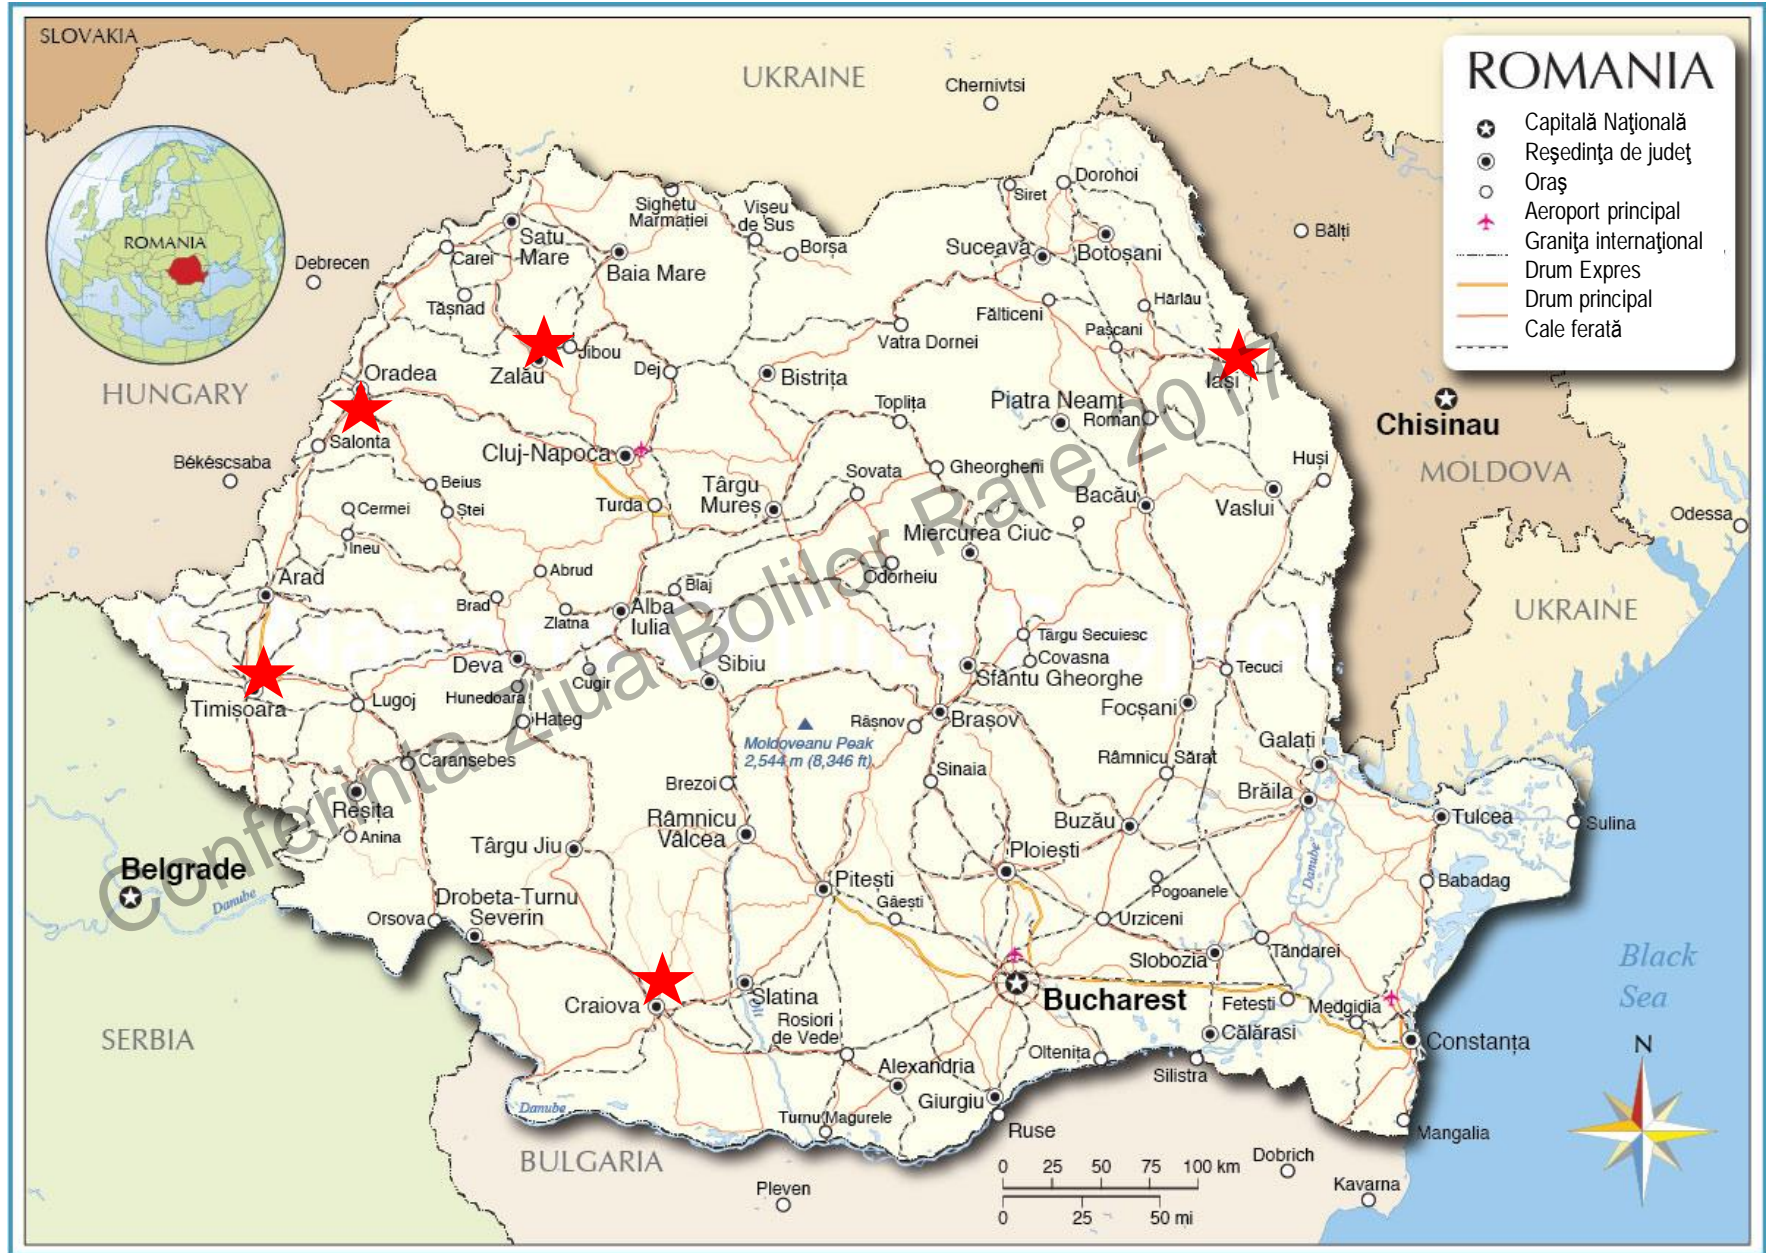 SLOVAKIA
UKRAINE
Chernivtsi
ROMANIA
Capitală Naţională
Reşedinţa de judeţ
Oraş
Aeroport principal
Graniţa internaţional
Drum Expres
Drum principal
Cale ferată
ROMANIA
Debrecen
HUNGARY
Békéscsaba
Satu
Mare
Carei
Tăşnad
Baia Mare
Sighetu
Marmaţiei
Vişeu
de Sus
Borşa
Siret
Dorohoi
Suceava
Botoşani
Bălţi
Fălticeni
Hârlău
Paşcani
Vatra Dornei
Jibou
Zalău
Dej
Bistriţa
Oradea
Salonta
Iaşi
Piatra Neamţ
Roman
Topliţa
Chisinau
MOLDOVA
Cluj-Napoca
Turda
Târgu
Mureş
Sovata
Gheorgheni
Bacău
Vaslui
Huşi
Odessa
Beiuş
Ştei
Cermei
Ineu
Miercurea Ciuc
Odorheiu
Arad
Abrud
Brad
Zlatna
Blaj
Alba
Iulia
UKRAINE
Târgu Secuiesc
Covasna
Sfântu Gheorghe
Tecuci
Timişoara
Lugoj
Deva
Hunedoara
Cugir
Haţeg
Sibiu
Moldoveanu Peak
2,544 m (8,346 ft)
Râşnov
Braşov
Focşani
Galaţi
Râmnicu Sărat
Caransebeş
Reşiţa
Anina
Brezoi
Sinaia
Brăila
Tulcea
Sulina
Târgu Jiu
Râmnicu
Vâlcea
Buzău
Ploieşti
Belgrade
Danube
Piteşti
Găeşti
Pogoanele
Danube
Babadag
Orşova
Drobeta-Turnu
Severin
Urziceni
Slobozia
Ţăndarei
Black
Sea
Craiova
Slatina
Olt
Bucharest
Feteşti
Medgidia
Constanţa
SERBIA
Roşiori
de Vede
Alexandria
Olteniţa
Călăraşi
Silistra
Giurgiu
Danube
Turnu Magurele
Ruse
Mangalia
BULGARIA
Pleven
Dobrich
Kavarna
0 25 50 75 100 km
0 25 50 mi
N
Conferinta Ziua Bolilor Rare 2017